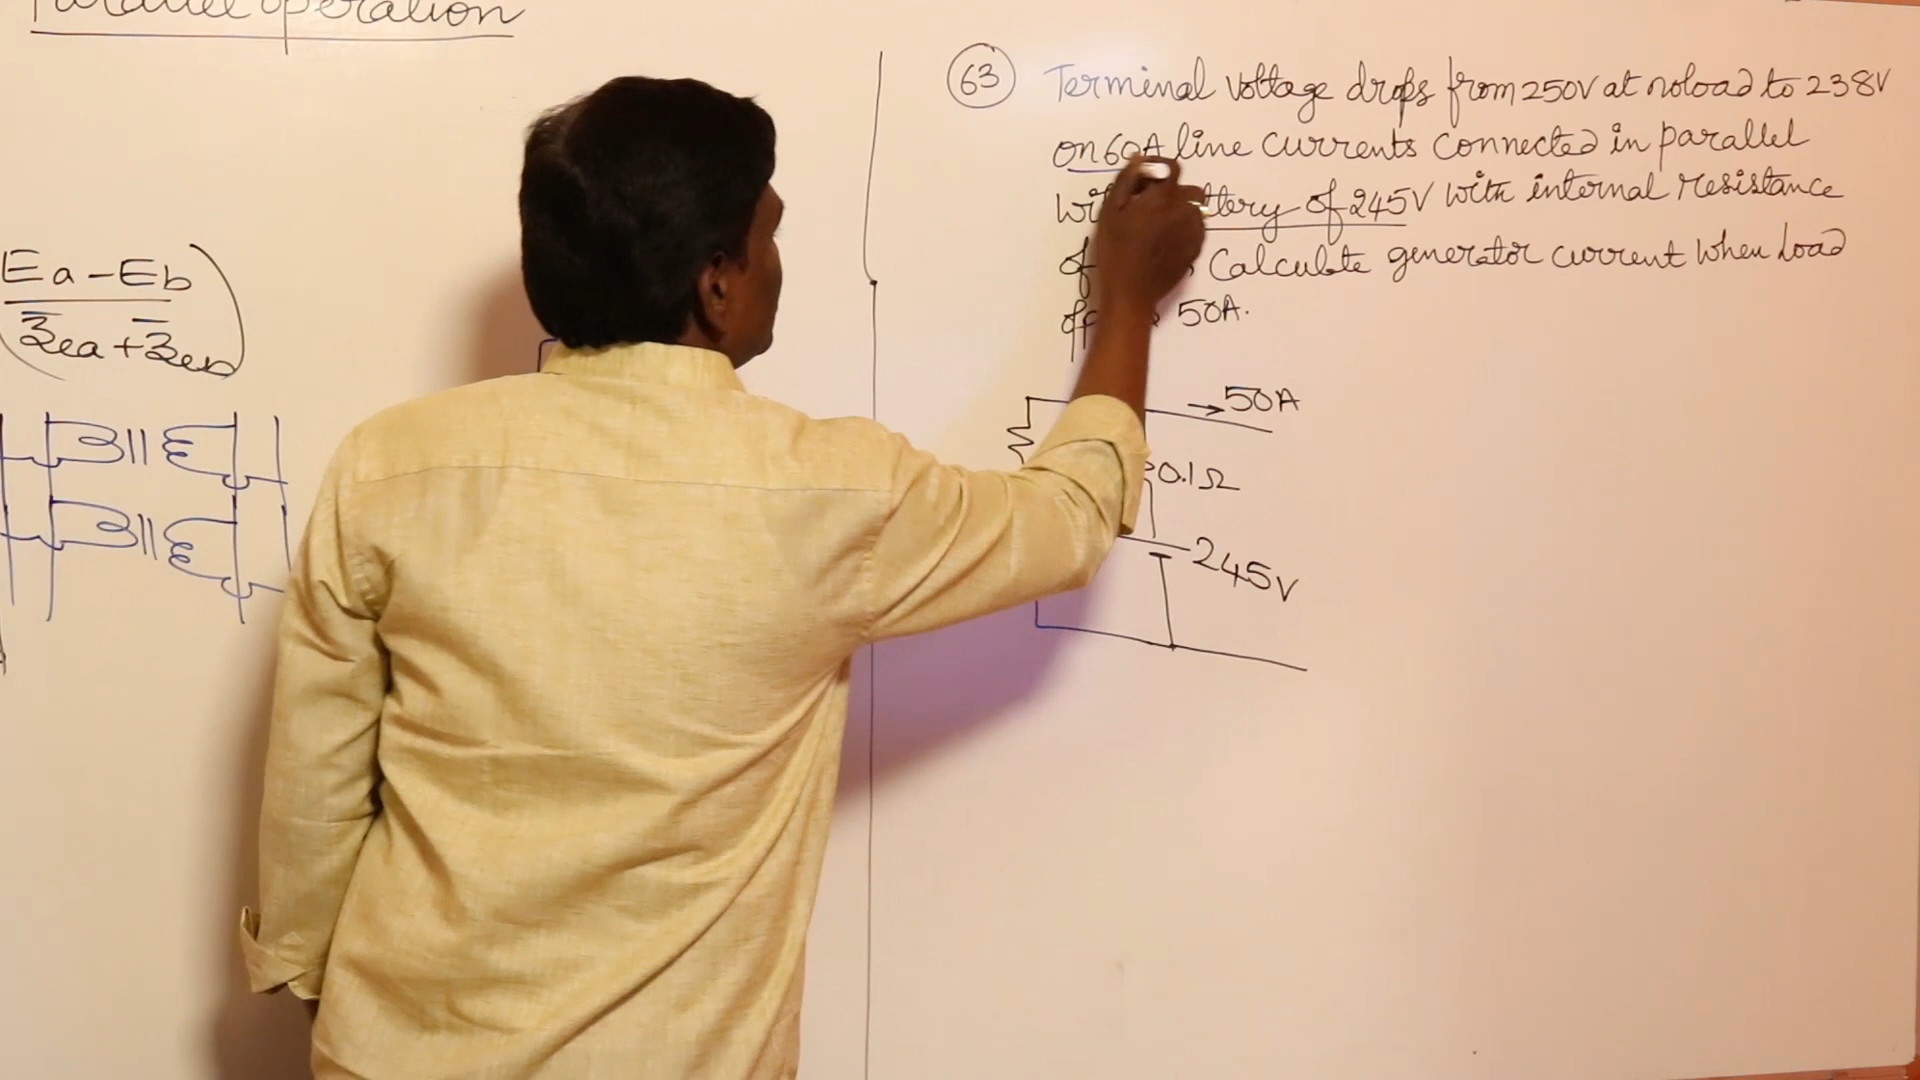 Parallel operation
Ea - Eb
Zea + Zeb
63 Terminal voltage drops from 250V at noload to 238V
on 60A line currents connected in parallel
of 245V with internal resistance
of Calculate generator current when load
50A.
50A
0.1Ω
245V